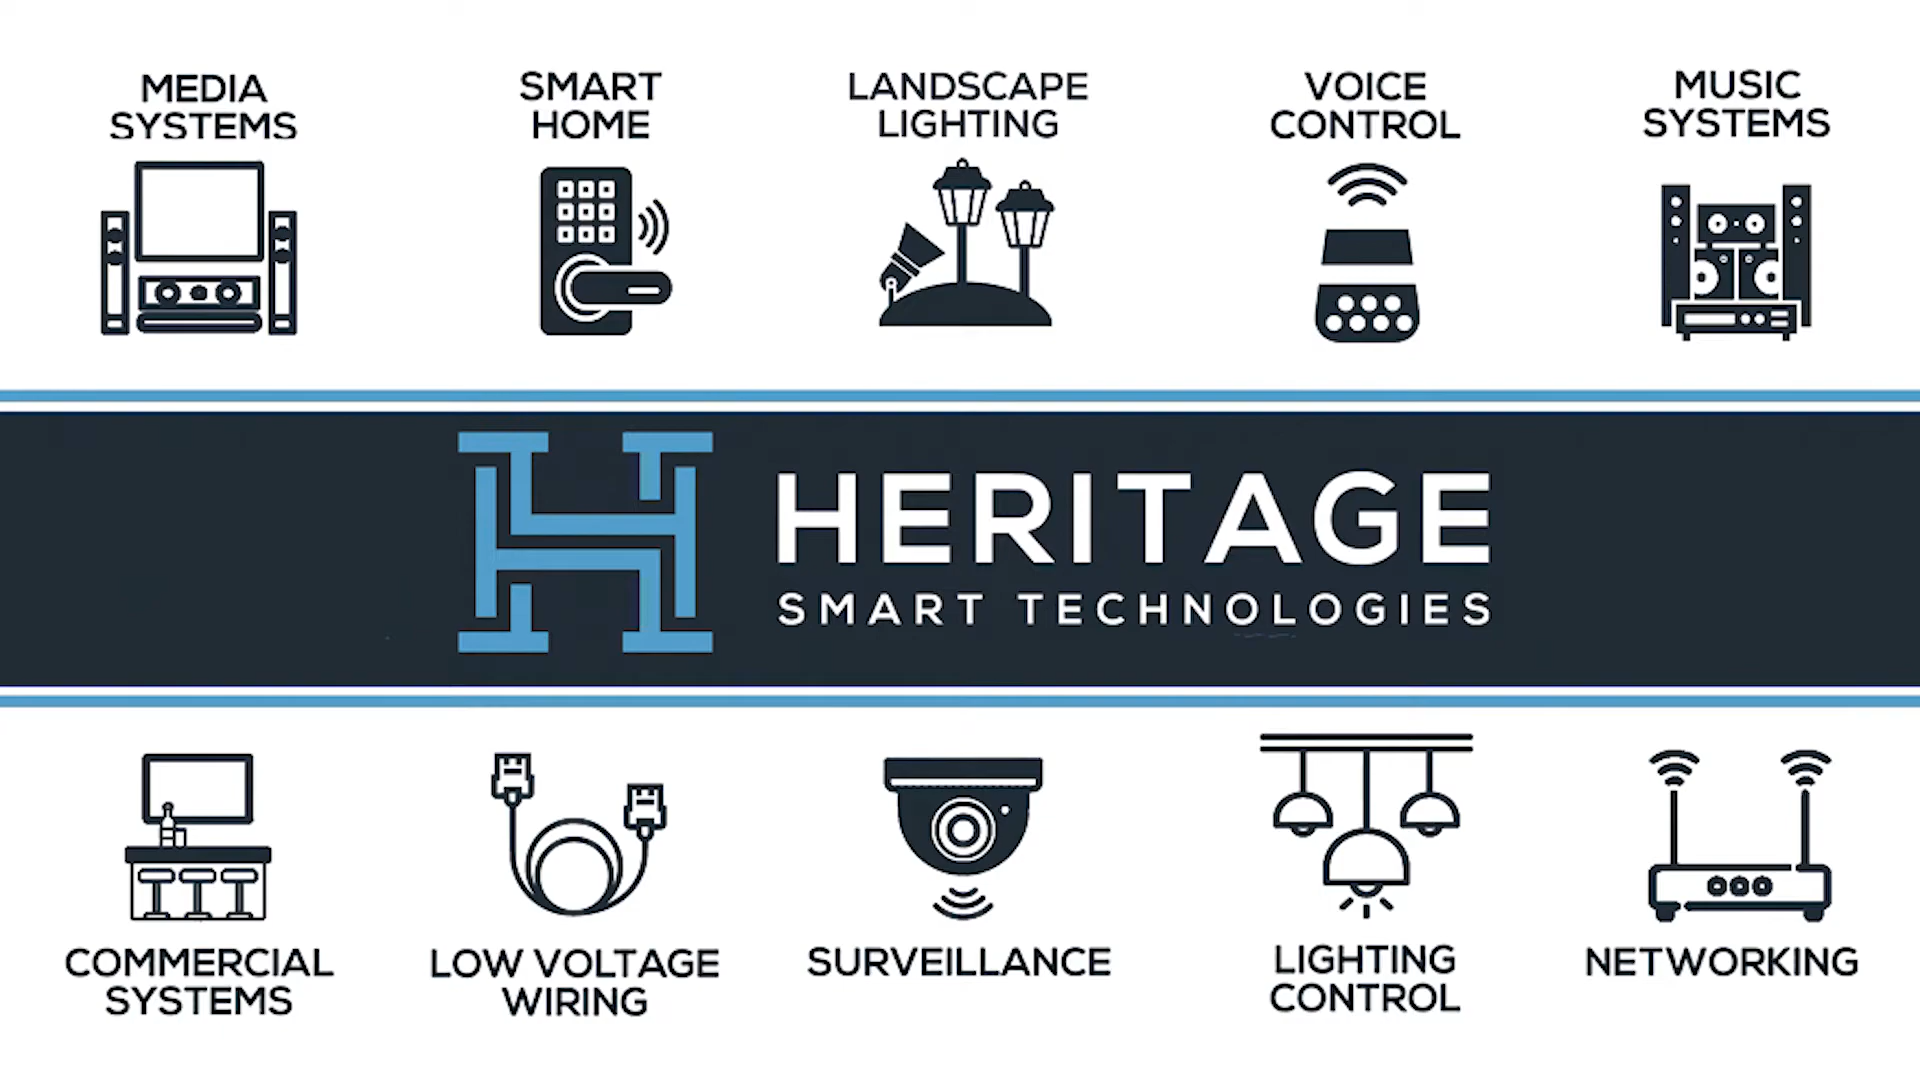 MEDIA
SYSTEMS
SMART
HOME
LANDSCAPE
LIGHTING
VOICE
CONTROL
MUSIC
SYSTEMS
HERITAGE
SMART TECHNOLOGIES
COMMERCIAL
SYSTEMS
LOW VOLTAGE
WIRING
SURVEILLANCE
LIGHTING
CONTROL
NETWORKING